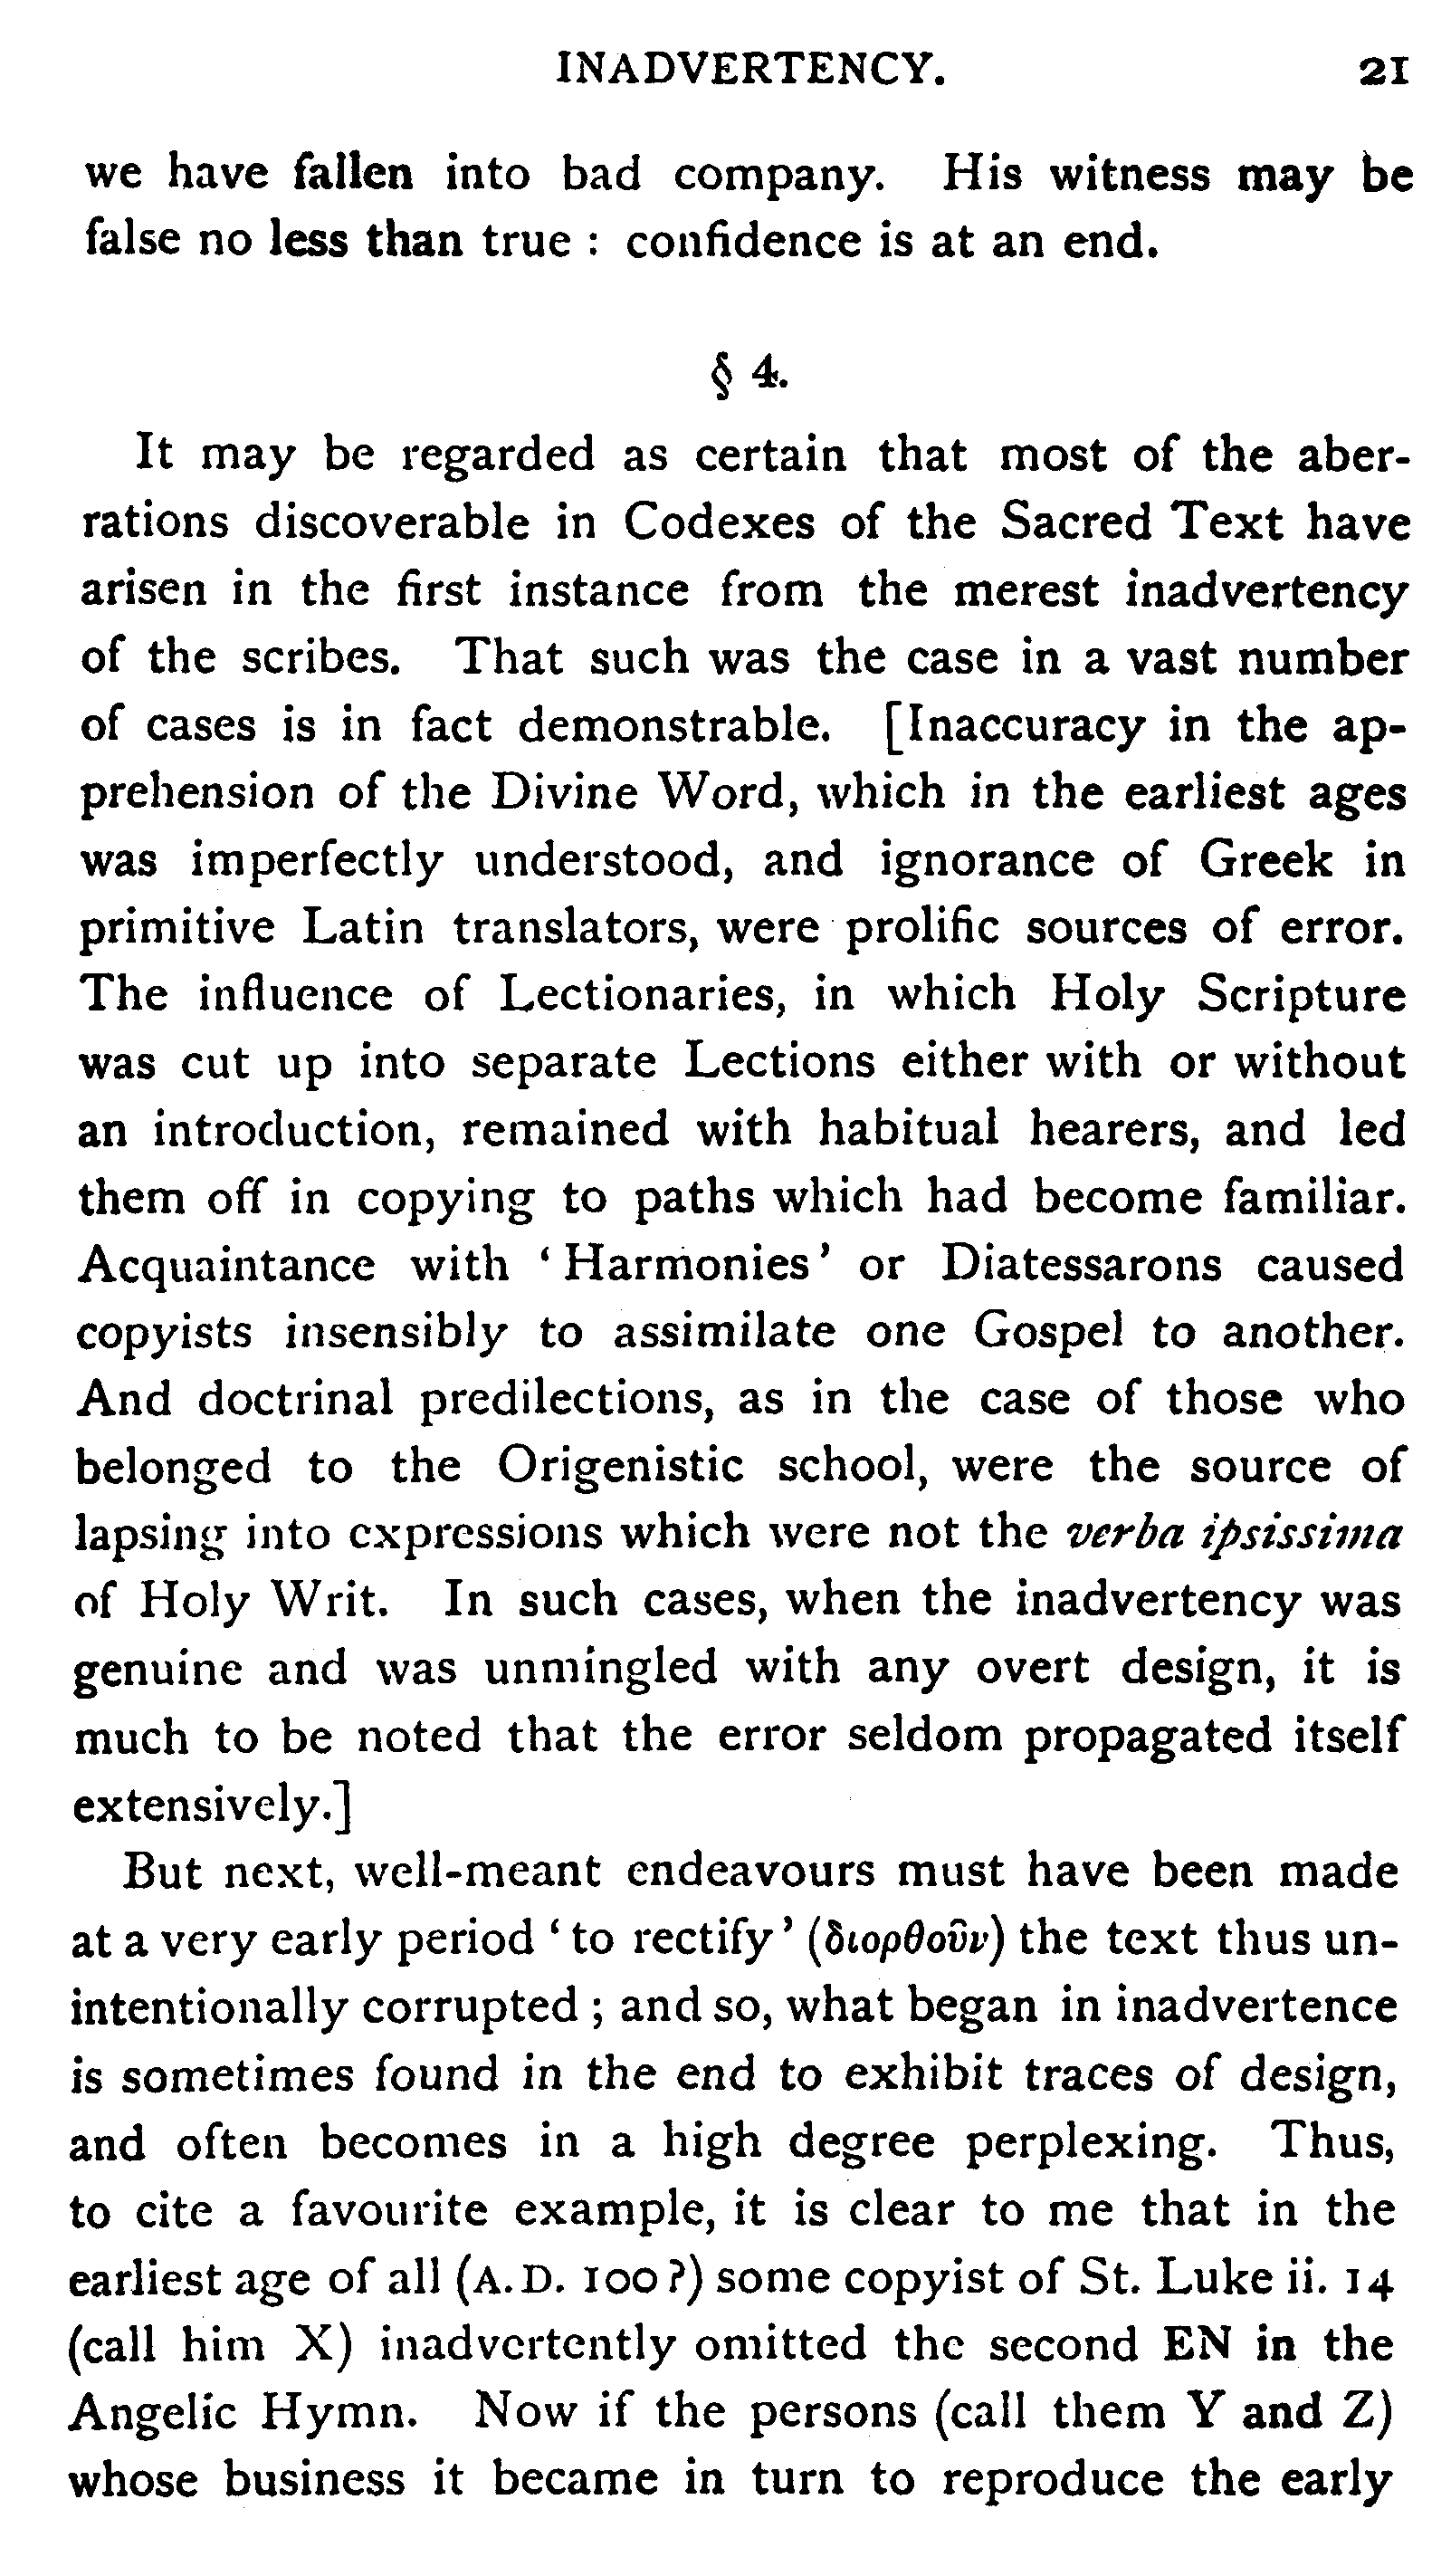 INADVERTENCY. 21
we have fallen into bad company. His witness may be
false no less than true : confidence is at an end.
§ 4.
It may be regarded as certain that most of the aber-
rations discoverable in Codexes of the Sacred Text have
arisen in the first instance from the merest inadvertency
of the scribes. That such was the case in a vast number
of cases is in fact demonstrable. [Inaccuracy in the ap-
prehension of the Divine Word, which in the earliest ages
was imperfectly understood, and ignorance of Greek in
primitive Latin translators, were prolific sources of error.
The influence of Lectionaries, in which Holy Scripture
was cut up into separate Lections either with or without
an introduction, remained with habitual hearers, and led
them off in copying to paths which had become familiar.
Acquaintance with ‘ Harmonies’ or Diatessarons caused
copyists insensibly to assimilate one Gospel to another.
And doctrinal predilections, as in the case of those who
belonged to the Origenistic school, were the source of
lapsing into expressions which were not the verba ipsissima
of Holy Writ. In such cases, when the inadvertency was
genuine and was unmingled with any overt design, it is
much to be noted that the error seldom propagated itself
extensively.]
But next, well-meant endeavours must have been made
at a very early period ‘ to rectify’ (διορθοῦν) the text thus un-
intentionally corrupted ; and so, what began in inadvertence
is sometimes found in the end to exhibit traces of design,
and often becomes in a high degree perplexing. Thus,
to cite a favourite example, it is clear to me that in the
earliest age of all (A.D. 100 ?) some copyist of St. Luke ii. 14
(call him X) inadvertently omitted the second EN in the
Angelic Hymn. Now if the persons (call them Y and Z)
whose business it became in turn to reproduce the early